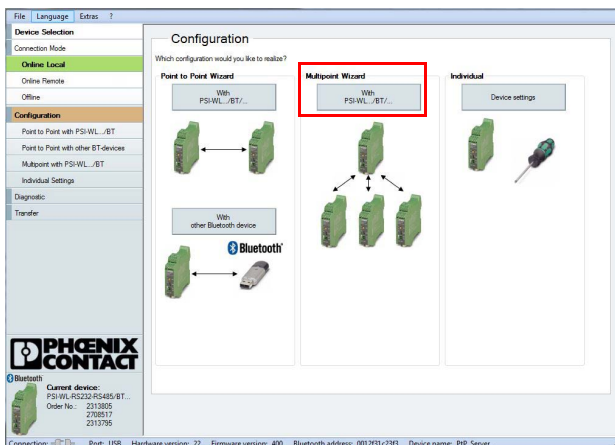 File Language Extras ?
Device Selection
Connection Mode
Online Local
Online Remote
Offline
Configuration
Point to Point with PSI-WL.../BT
Point to Point with other BT-devices
Multipoint with PSI-WL.../BT
Individual Settings
Diagnostic
Transfer
PHŒNIX
CONTACT
Bluetooth
Current device:
PSI-WL-RS232-RS485/BT...
Order No.: 2313805
2708517
2313795
Configuration
Which configuration would you like to realize?
Point to Point Wizard
With
PSI-WL.../BT/...
With
other Bluetooth device
Bluetooth
Multipoint Wizard
With
PSI-WL.../BT/...
Individual
Device settings
Connection: Port: USB Hardware version: 22 Firmware version: 400 Bluetooth address: 0012f31c23f3 Device name: PtP_Server